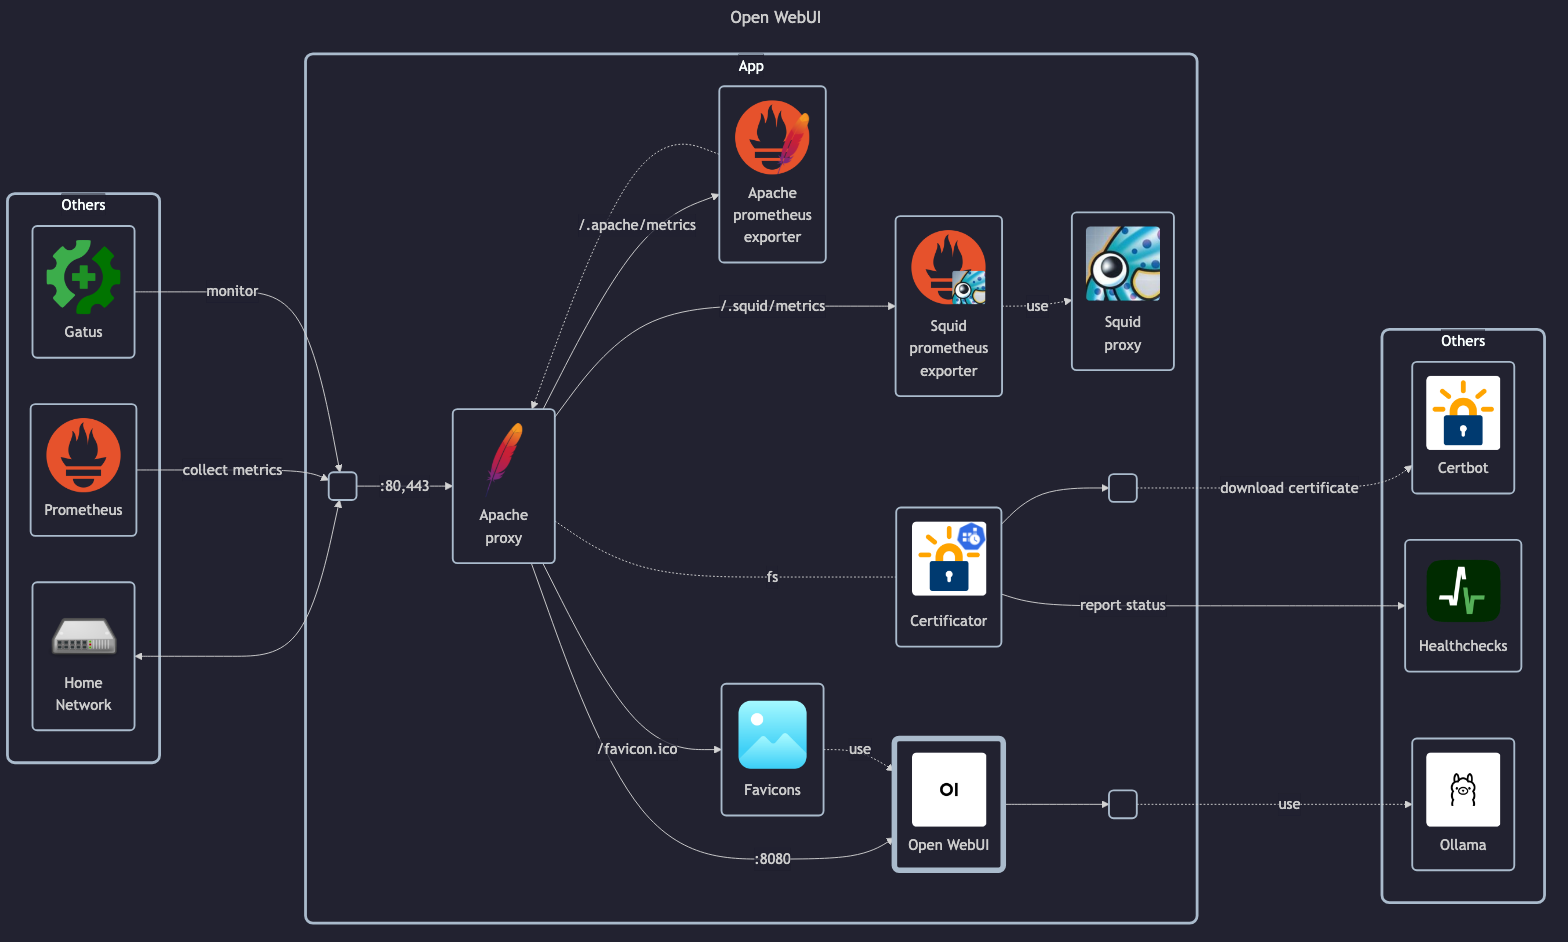 Open WebUI
App
Others
Gatus
monitor
Prometheus
collect metrics
Home
Network
:80,443
Apache
proxy
/.apache/metrics
Apache
prometheus
exporter
/.squid/metrics
Squid
prometheus
exporter
use
Squid
proxy
fs
Certificator
download certificate
report status
/favicon.ico
Favicons
use
:8080
OI
Open WebUI
use
Others
Certbot
Healthchecks
Ollama